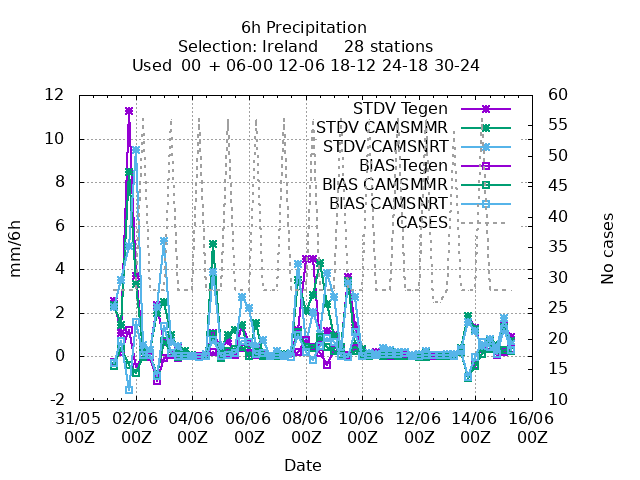 6h Precipitation
Selection: Ireland 28 stations
Used 00 + 06-00 12-06 18-12 24-18 30-24
12
10
8
6
4
2
0
-2
mm/6h
60
55
50
45
40
35
30
25
20
15
10
No cases
STDV Tegen
STDV CAMSMMR
STDV CAMSNRT
BIAS Tegen
BIAS CAMSMMR
BIAS CAMSNRT
CASES
31/05 02/06 04/06 06/06 08/06 10/06 12/06 14/06 16/06
00Z 00Z 00Z 00Z 00Z 00Z 00Z 00Z 00Z
Date